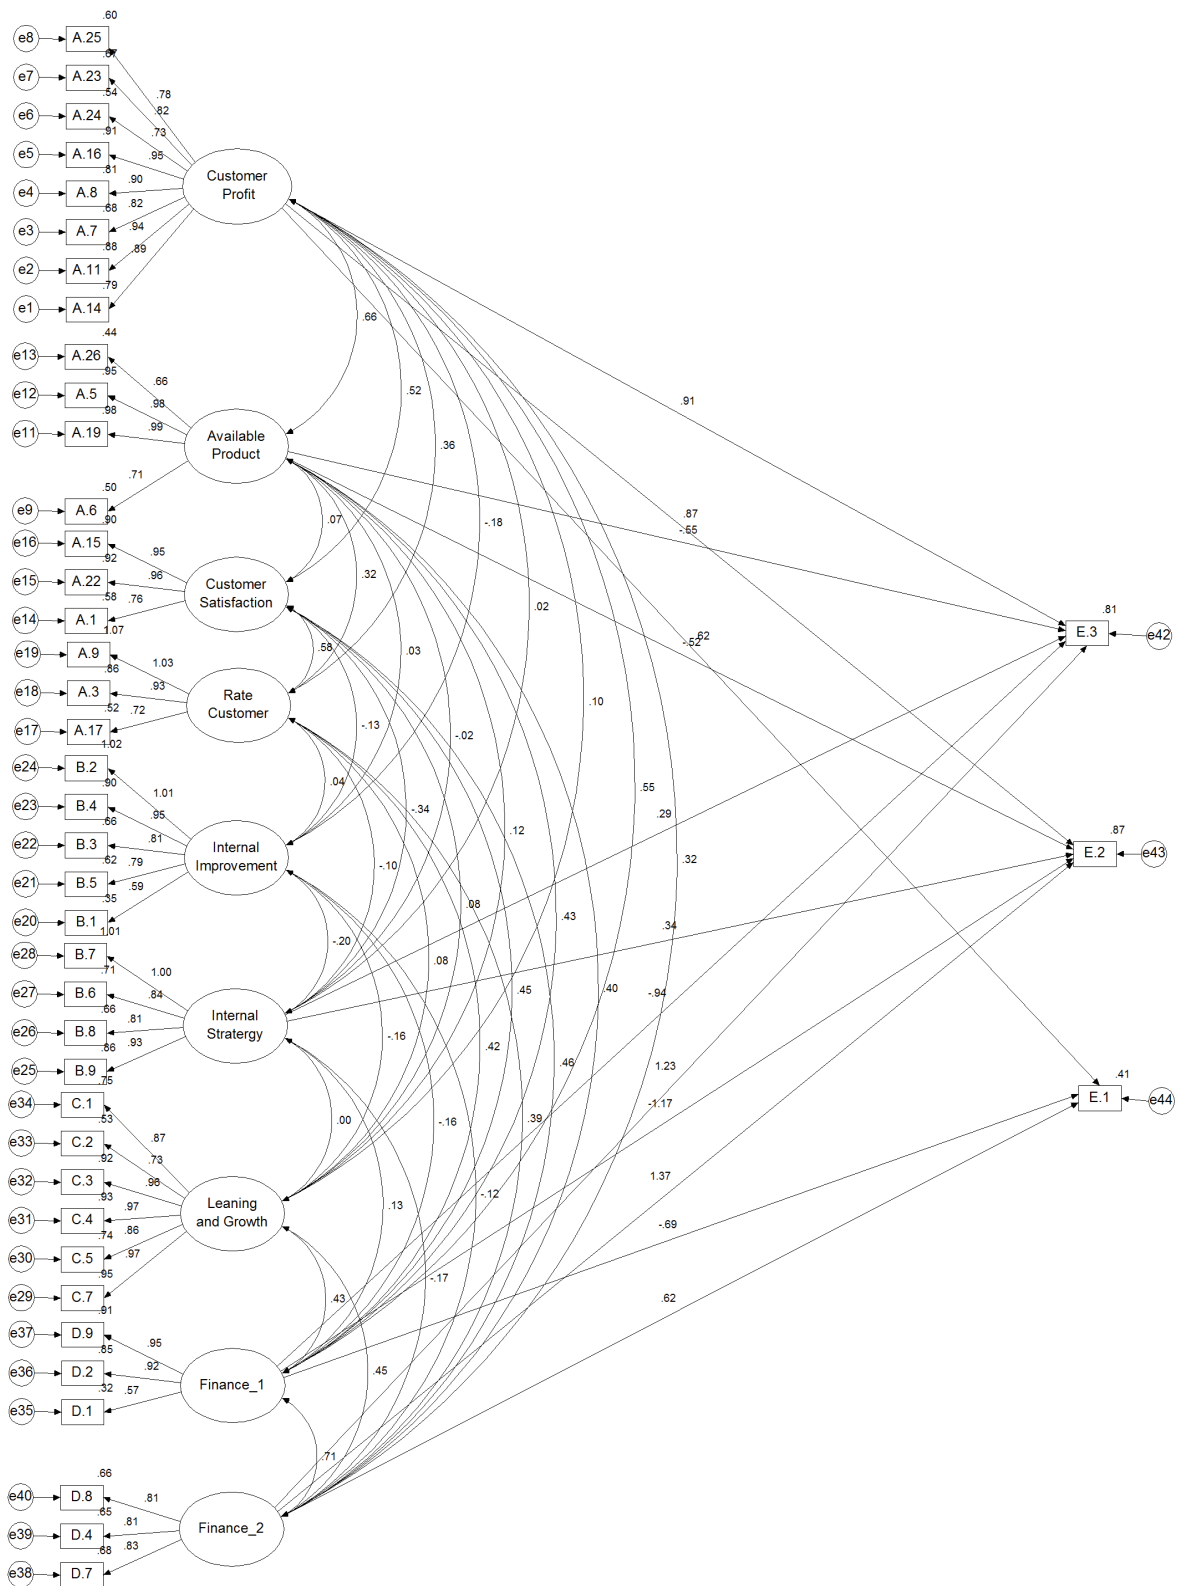 .60
e8 A.25
.67
e7 A.23
.54
e6 A.24
.91
e5 A.16
.81
e4 A.8
.68
e3 A.7
.88
e2 A.11
.79
e1 A.14
.78
.82
.73
.95
.90
.82
.94
.89
Customer
Profit
.44
e13 A.26
.95
e12 A.5
.98
e11 A.19
.50
e9 A.6
.66
.98
.99
.71
Available
Product
.90
e16 A.15
.92
e15 A.22
.58
e14 A.1
.95
.96
.76
Customer
Satisfaction
1.07
e19 A.9
.86
e18 A.3
.52
e17 A.17
1.03
.93
.72
Rate
Customer
1.02
e24 B.2
.90
e23 B.4
.66
e22 B.3
.62
e21 B.5
.35
e20 B.1
1.01
.95
.81
.79
.59
Internal
Improvement
1.01
e28 B.7
.71
e27 B.6
.66
e26 B.8
.86
e25 B.9
1.00
.84
.81
.93
Internal
Stratergy
.75
e34 C.1
.53
e33 C.2
.92
e32 C.3
.93
e31 C.4
.74
e30 C.5
.95
e29 C.7
.87
.73
.96
.97
.86
.97
Leaning
and Growth
.91
e37 D.9
.85
e36 D.2
.32
e35 D.1
.95
.92
.57
Finance_1
.66
e40 D.8
.65
e39 D.4
.68
e38 D.7
.81
.81
.83
Finance_2
.66
.52
.36
-.18
.07
.32
.02
.58
.03
-.13
-.02
.10
.04
-.34
.12
.55
.29
.32
-.10
.08
.43
-.20
.08
.45
.40
-.16
.42
.46
.00
-.16
.39
.13
-.12
.43
-.17
.45
.71
.91
.87
-.55
-.52
.62
.34
-.94
1.23
-1.17
1.37
-.69
.62
.81
E.3 e42
.87
E.2 e43
.41
E.1 e44